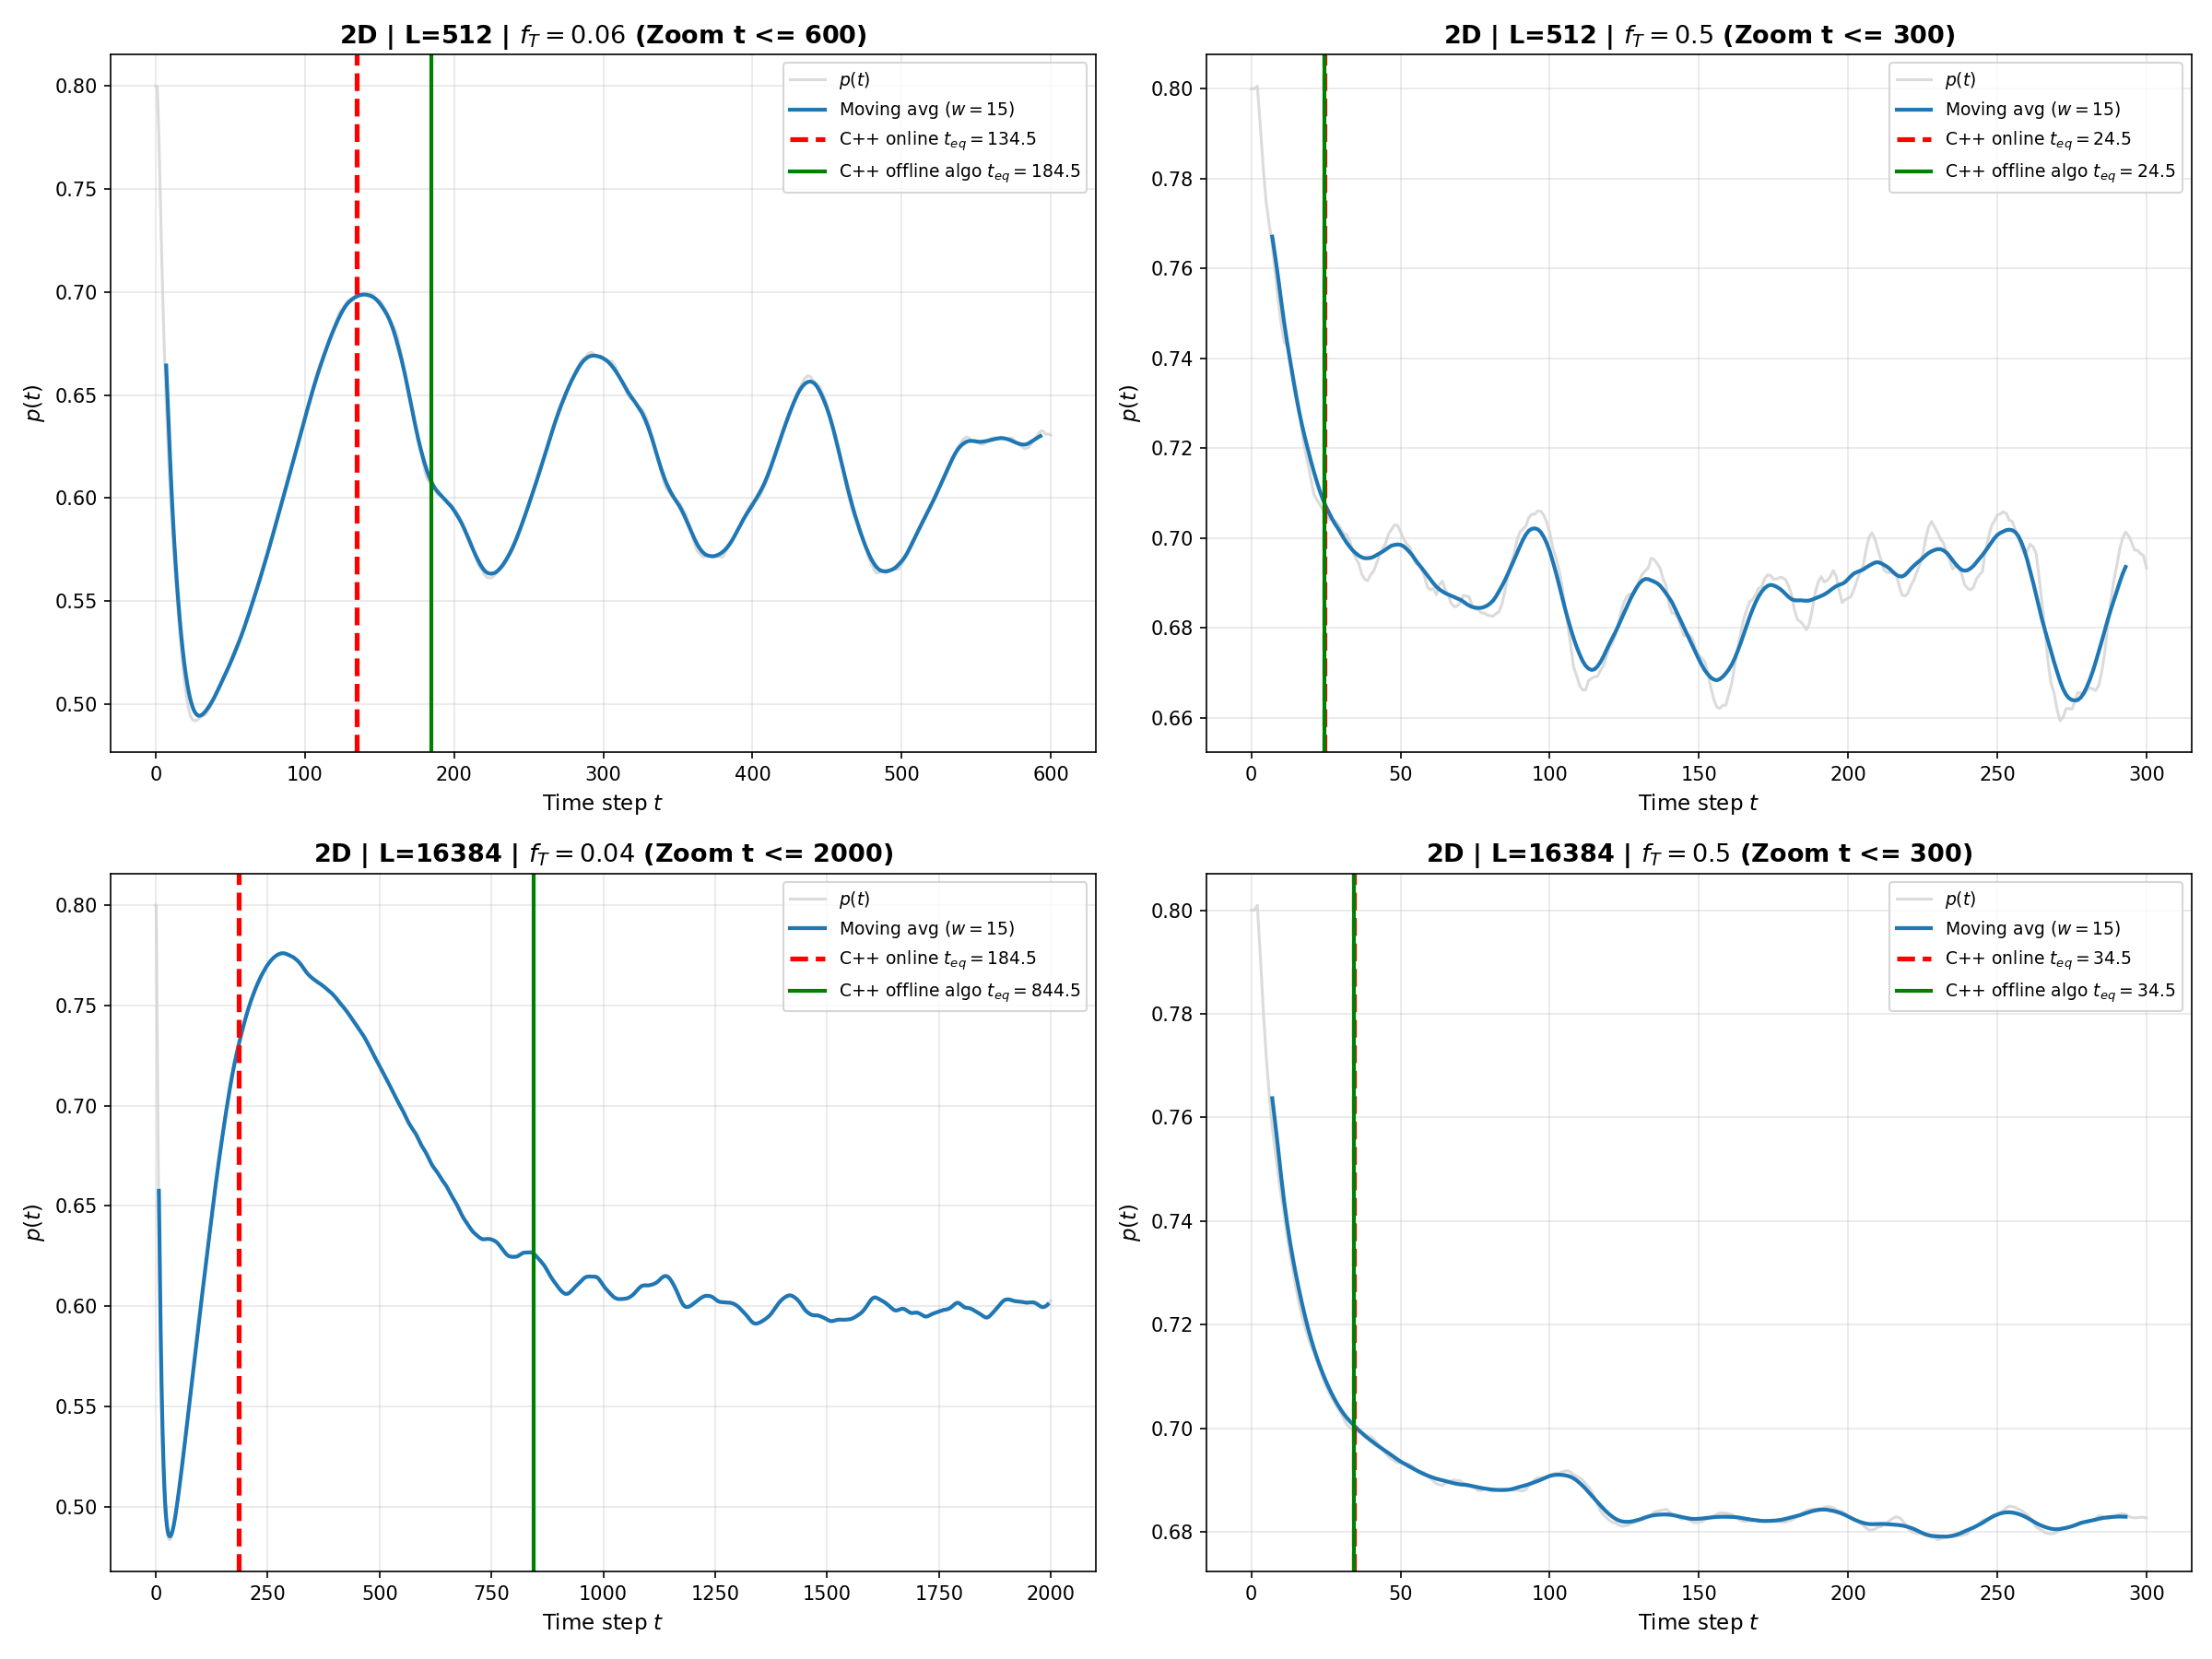 2D | L=512 | f_T = 0.06 (Zoom t <= 600)
p(t)
0.80
0.75
0.70
0.65
0.60
0.55
0.50
p(t)
Moving avg (w = 15)
C++ online t_eq = 134.5
C++ offline algo t_eq = 184.5
0 100 200 300 400 500 600
Time step t
2D | L=512 | f_T = 0.5 (Zoom t <= 300)
p(t)
0.80
0.78
0.76
0.74
0.72
0.70
0.68
0.66
p(t)
Moving avg (w = 15)
C++ online t_eq = 24.5
C++ offline algo t_eq = 24.5
0 50 100 150 200 250 300
Time step t
2D | L=16384 | f_T = 0.04 (Zoom t <= 2000)
p(t)
0.80
0.75
0.70
0.65
0.60
0.55
0.50
p(t)
Moving avg (w = 15)
C++ online t_eq = 184.5
C++ offline algo t_eq = 844.5
0 250 500 750 1000 1250 1500 1750 2000
Time step t
2D | L=16384 | f_T = 0.5 (Zoom t <= 300)
p(t)
0.80
0.78
0.76
0.74
0.72
0.70
0.68
p(t)
Moving avg (w = 15)
C++ online t_eq = 34.5
C++ offline algo t_eq = 34.5
0 50 100 150 200 250 300
Time step t